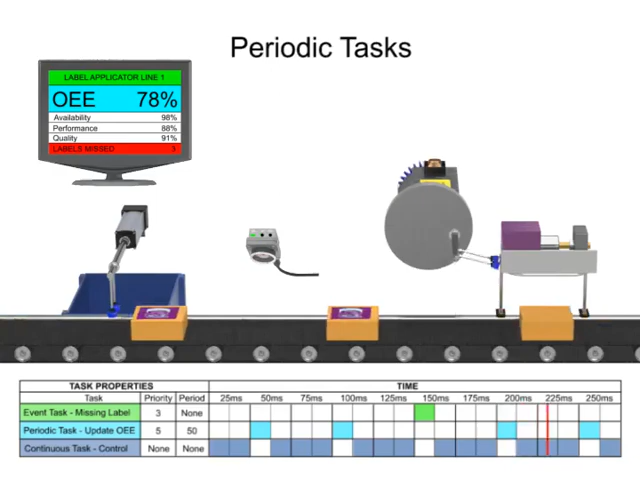 Periodic Tasks
LABEL APPLICATOR LINE 1
OEE 78%
Availability 98%
Performance 88%
Quality 91%
LABELS MISSED 3
TASK PROPERTIES TIME
Task Priority Period 25ms 50ms 75ms 100ms 125ms 150ms 175ms 200ms 225ms 250ms
Event Task - Missing Label 3 None
Periodic Task - Update OEE 5 50
Continuous Task - Control None None